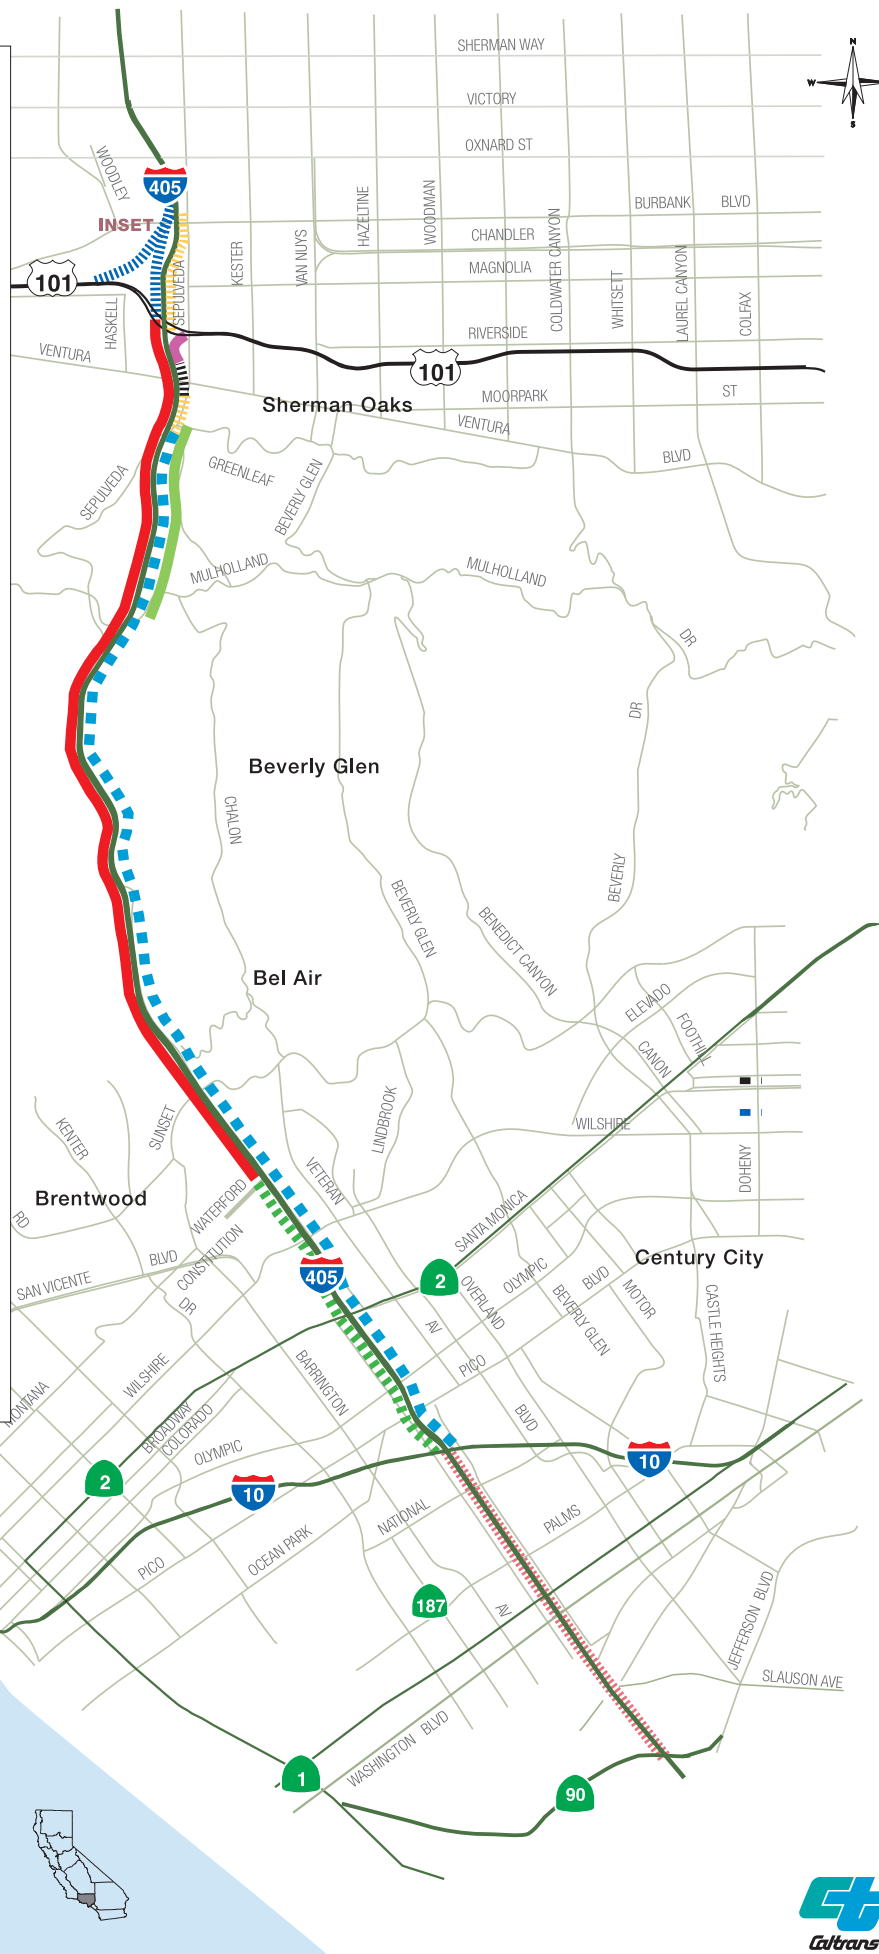 SHERMAN WAY
N
W
S
VICTORY
OXNARD ST
WOODLEY
405
HAZELTINE
WOODMAN
BURBANK BLVD
INSET
CHANDLER
COLDWATER CANYON
KESTER
VAN NUYS
MAGNOLIA
LAUREL CANYON
WHITSETT
101
SEPULVEDA
COLFAX
HASKELL
RIVERSIDE
VENTURA
101
MOORPARK ST
Sherman Oaks
VENTURA
BLVD
GREENLEAF
SEPULVEDA
BEVERLY GLEN
MULHOLLAND
MULHOLLAND
DR
DR
Beverly Glen
CHALON
BEVERLY
BEVERLY GLEN
BENEDICT CANYON
Bel Air
ELEVADO
FOOTHILL
CANON
LINDBROOK
KENTER
SUNSET
WILSHIRE
DOHENY
VETERAN
Brentwood
WATERFORD
RD
SANTA MONICA
CONSTITUTION
BLVD
Century City
405
2
SAN VICENTE
OLYMPIC
BLVD
DR
OVERLAND
MOTOR
BEVERLY GLEN
CASTLE HEIGHTS
AV
PICO
WILSHIRE
BARRINGTON
MONTANA
BROADWAY
COLORADO
BLVD
OLYMPIC
10
2
10
NATIONAL
PALMS
OCEAN PARK
PICO
187
AV
JEFFERSON BLVD
SLAUSON AVE
WASHINGTON BLVD
1
90
Caltrans